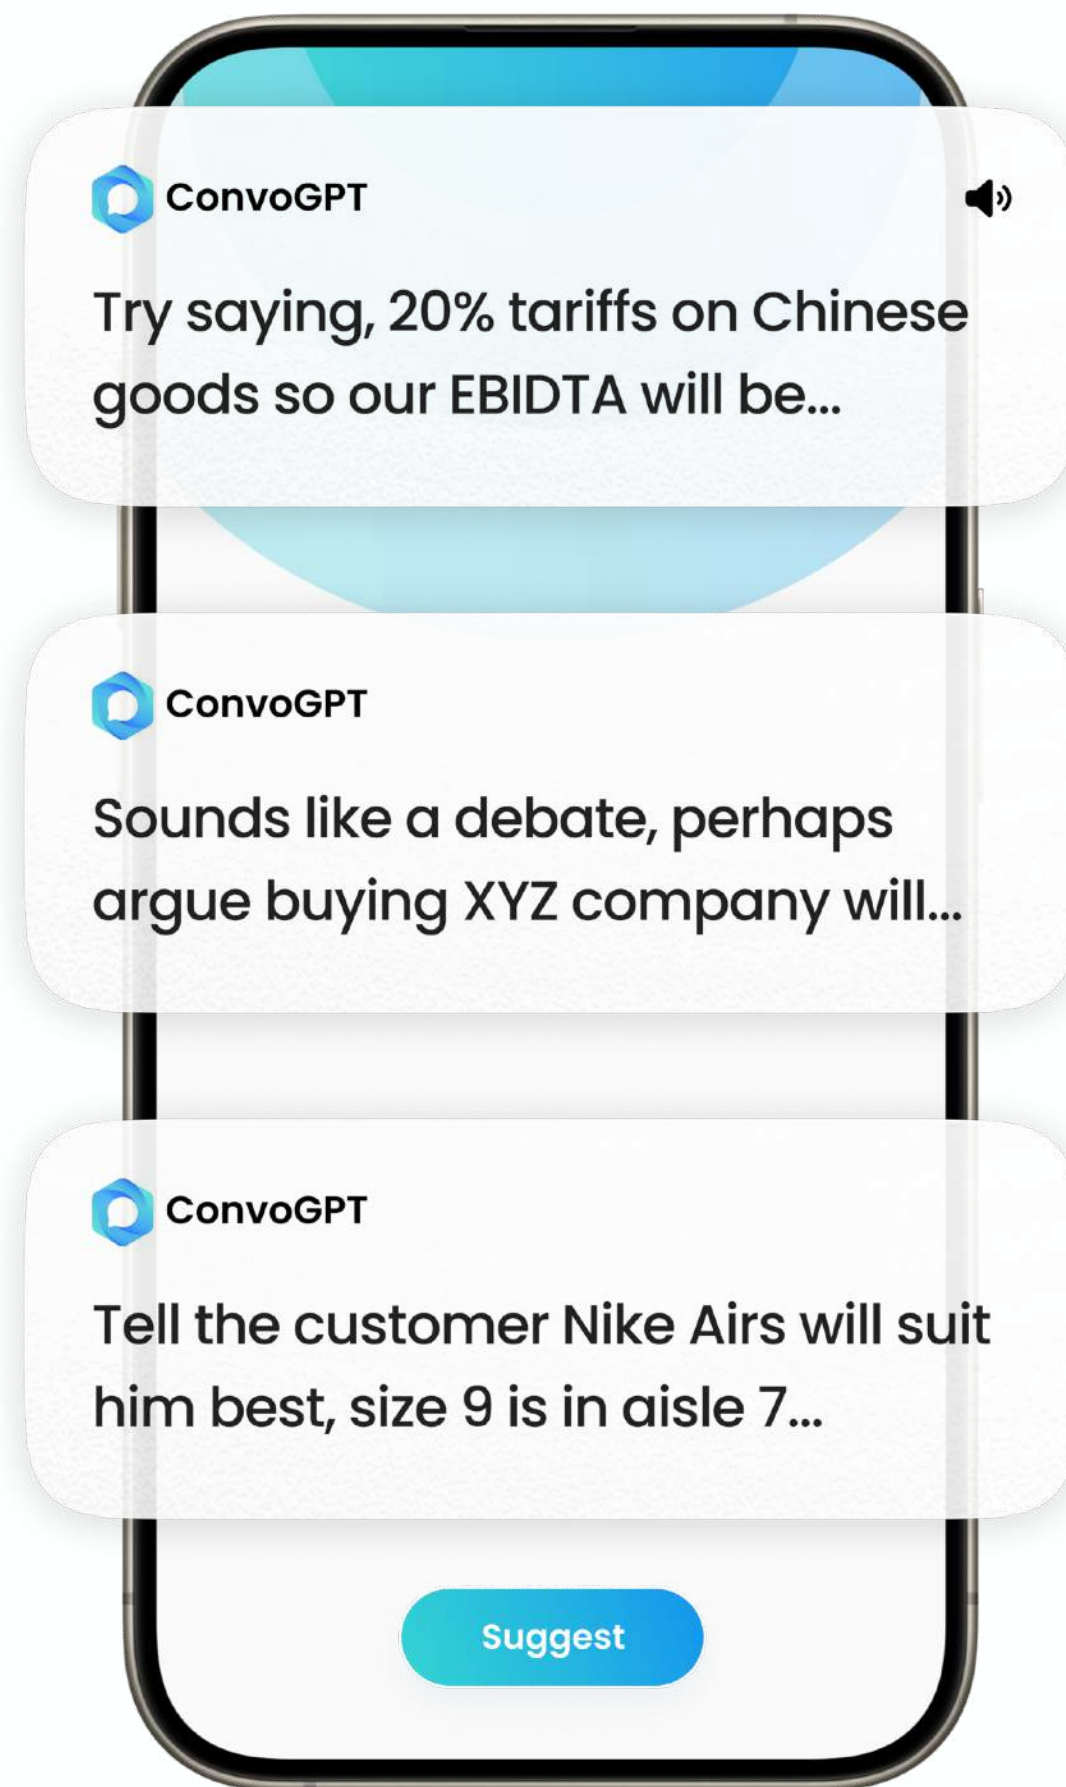 ConvoGPT
Try saying, 20% tariffs on Chinese
goods so our EBIDTA will be...
ConvoGPT
Sounds like a debate, perhaps
argue buying XYZ company will...
ConvoGPT
Tell the customer Nike Airs will suit
him best, size 9 is in aisle 7...
Suggest